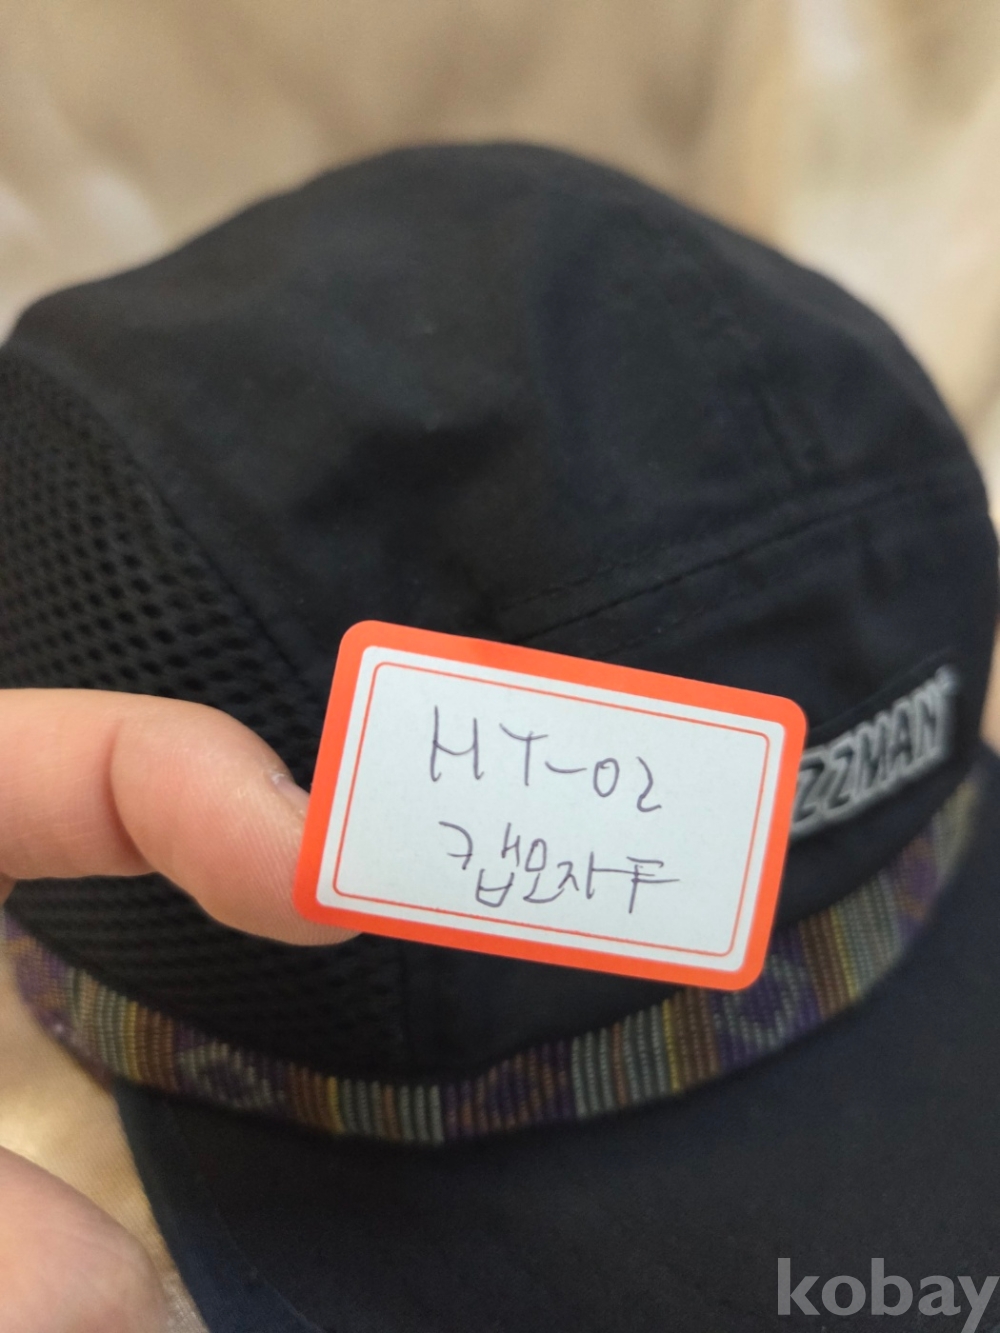 HT-02
캡모자F
ZZMAN
kobay